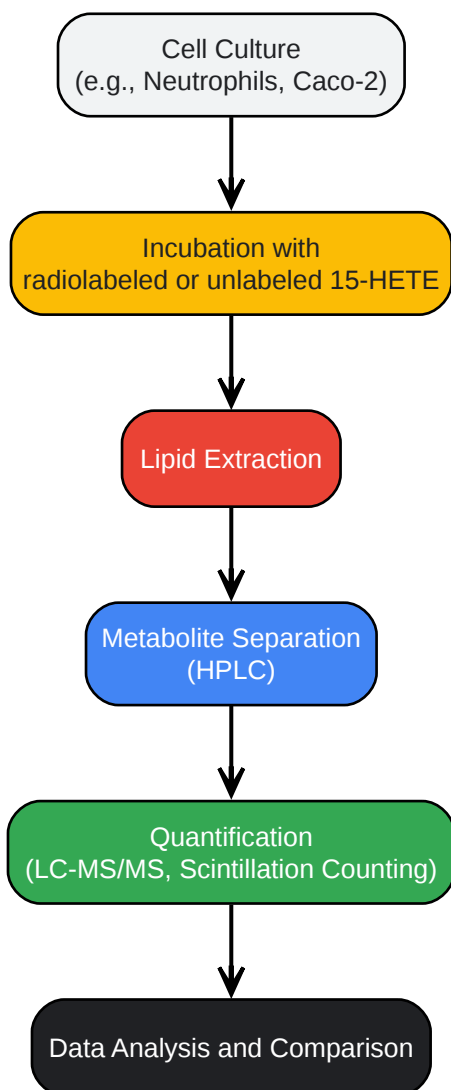 Cell Culture
(e.g., Neutrophils, Caco-2)
Incubation with
radiolabeled or unlabeled 15-HETE
Lipid Extraction
Metabolite Separation
(HPLC)
Quantification
(LC-MS/MS, Scintillation Counting)
Data Analysis and Comparison